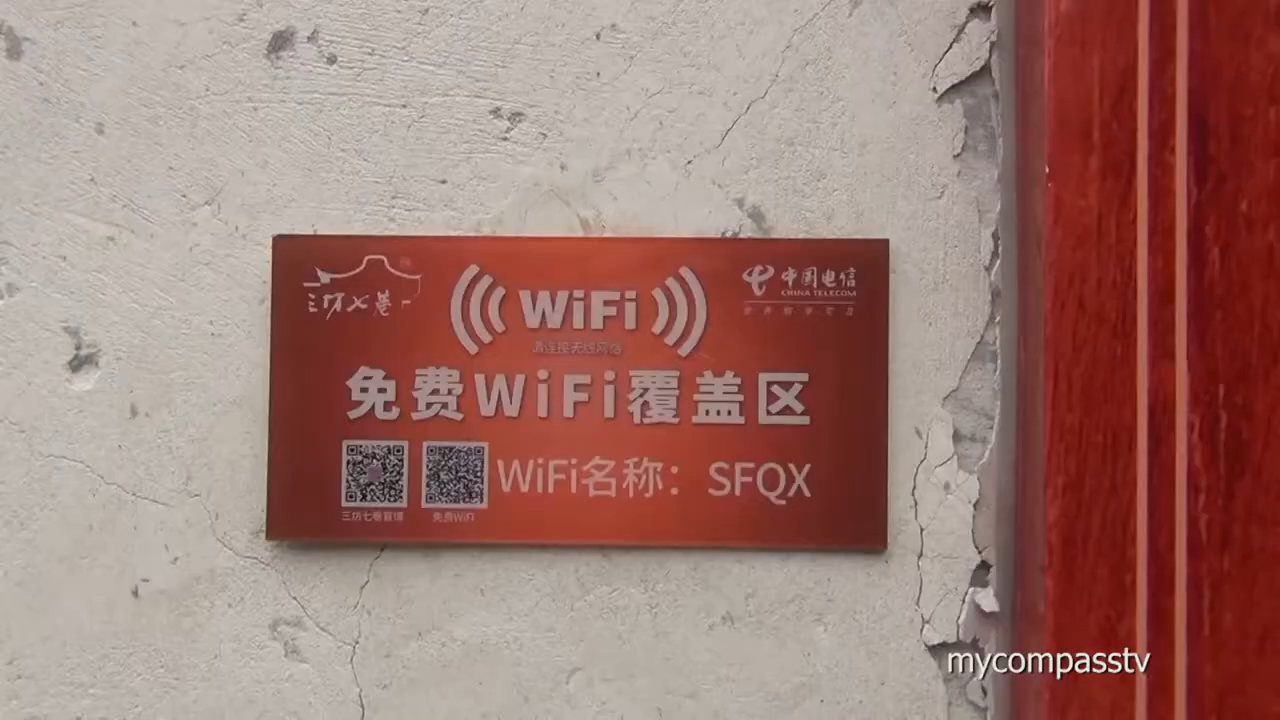 三坊七巷
WiFi
中国电信
CHINA TELECOM
请连接无线网络
免费WiFi覆盖区
WiFi名称：SFQX
三坊七巷官博
免费WiFi
mycompasstv